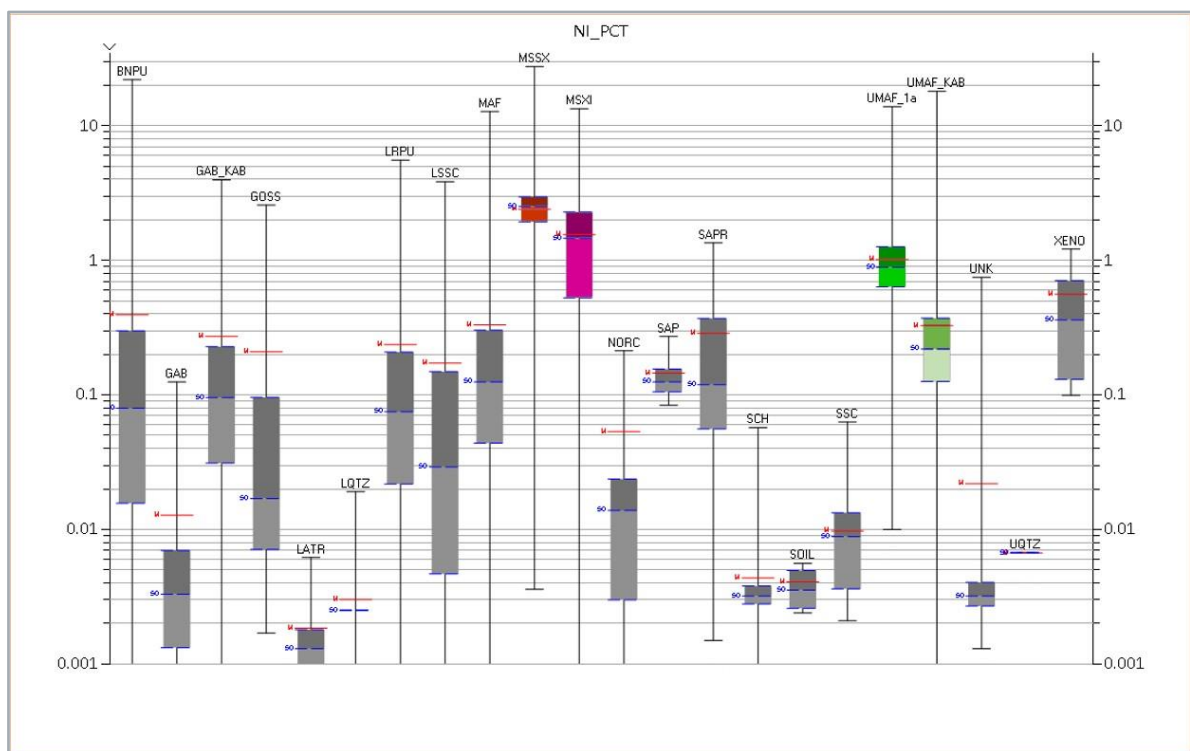 NI_PCT
MSSX
BNPU
UMAF_KAB
MSXI
UMAF_1a
MAF
10
10
LRPU
GAB_KAB
LSSC
GOSS
XENO
SAPR
1
1
UNK
SAP
NORC
GAB
0.1
0.1
SCH
SSC
LQTZ
0.01
0.01
LATR
SOIL
UQTZ
0.001
0.001